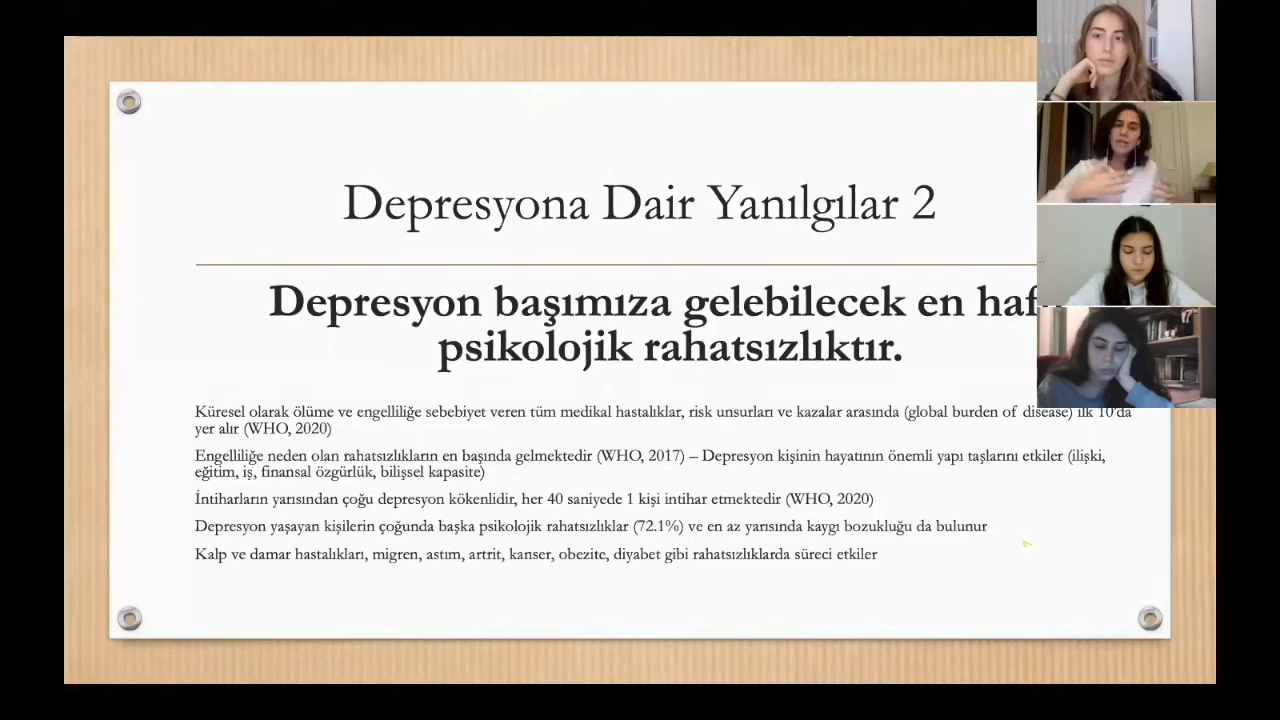 Depresyona Dair Yanılgılar 2
Depresyon başımıza gelebilecek en
psikolojik rahatsızlıktır.
Küresel olarak ölüme ve engelliliğe sebebiyet veren tüm medikal hastalıklar, risk unsurları ve kazalar arasında (global burden of disease) ilk 10'da
yer alır (WHO, 2020)
Engelliliğe neden olan rahatsızlıkların en başında gelmektedir (WHO, 2017) – Depresyon kişinin hayatının önemli yapı taşlarını etkiler (ilişki,
eğitim, iş, finansal özgürlük, bilişsel kapasite)
İntiharların yarısından çoğu depresyon kökenlidir, her 40 saniyede 1 kişi intihar etmektedir (WHO, 2020)
Depresyon yaşayan kişilerin çoğunda başka psikolojik rahatsızlıklar (72.1%) ve en az yarısında kaygı bozukluğu da bulunur
Kalp ve damar hastalıkları, migren, astım, artrit, kanser, obezite, diyabet gibi rahatsızlıklarda süreci etkiler